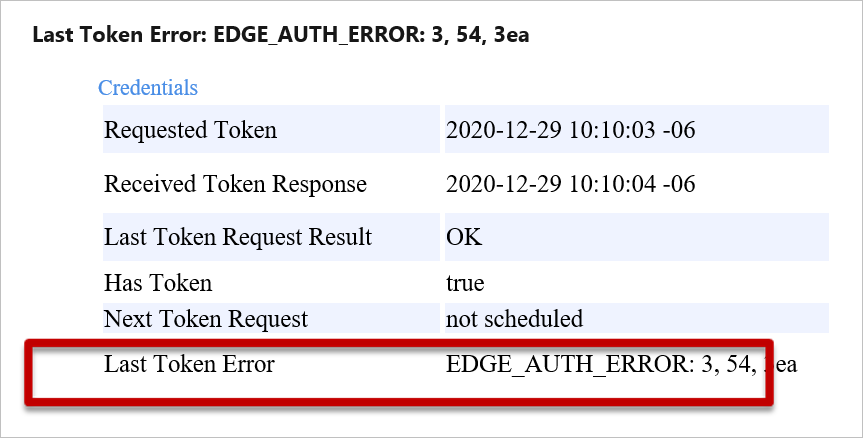 Last Token Error: EDGE_AUTH_ERROR: 3, 54, 3ea
Credentials
Requested Token 2020-12-29 10:10:03 -06
Received Token Response 2020-12-29 10:10:04 -06
Last Token Request Result OK
Has Token true
Next Token Request not scheduled
Last Token Error EDGE_AUTH_ERROR: 3, 54, 3ea